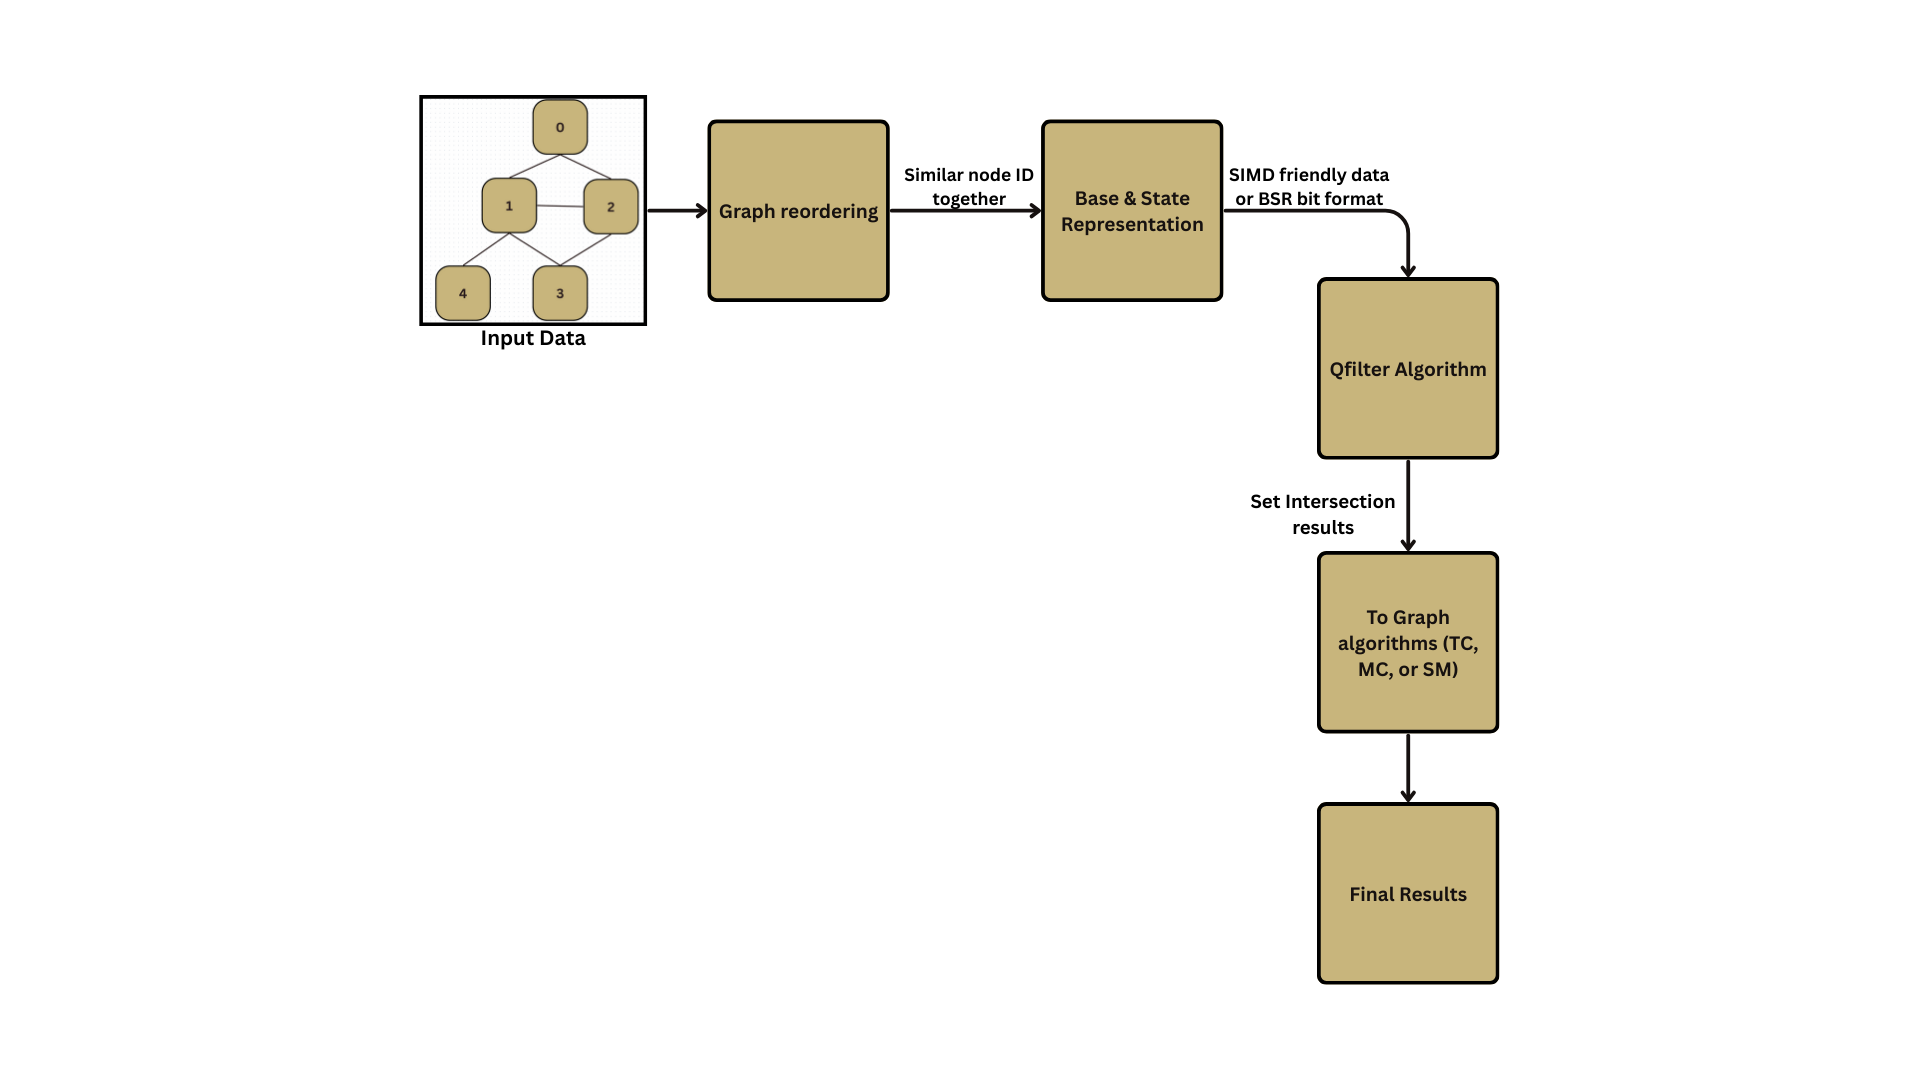 0
1
2
4
3
Input Data
Graph reordering
Similar node ID
together
Base & State
Representation
SIMD friendly data
or BSR bit format
Qfilter Algorithm
Set Intersection
results
To Graph
algorithms (TC,
MC, or SM)
Final Results